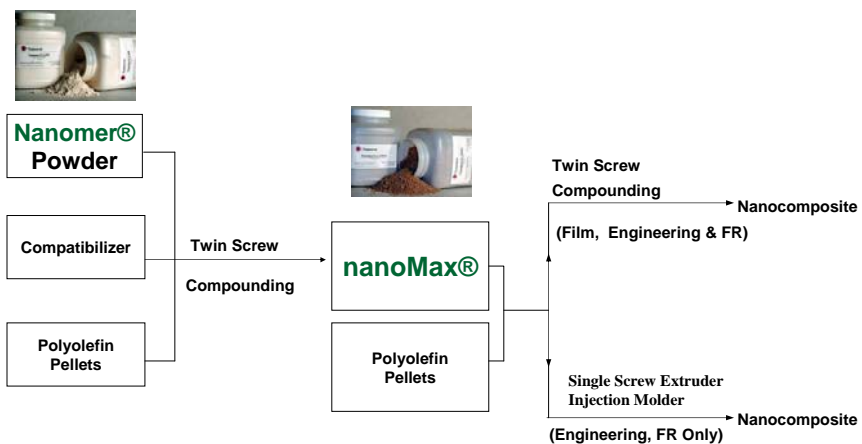 Nanomer®
Powder
Compatibilizer
Polyolefin
Pellets
Twin Screw
Compounding
nanoMax®
Polyolefin
Pellets
Twin Screw
Compounding
(Film, Engineering & FR)
Nanocomposite
Single Screw Extruder
Injection Molder
(Engineering, FR Only)
Nanocomposite